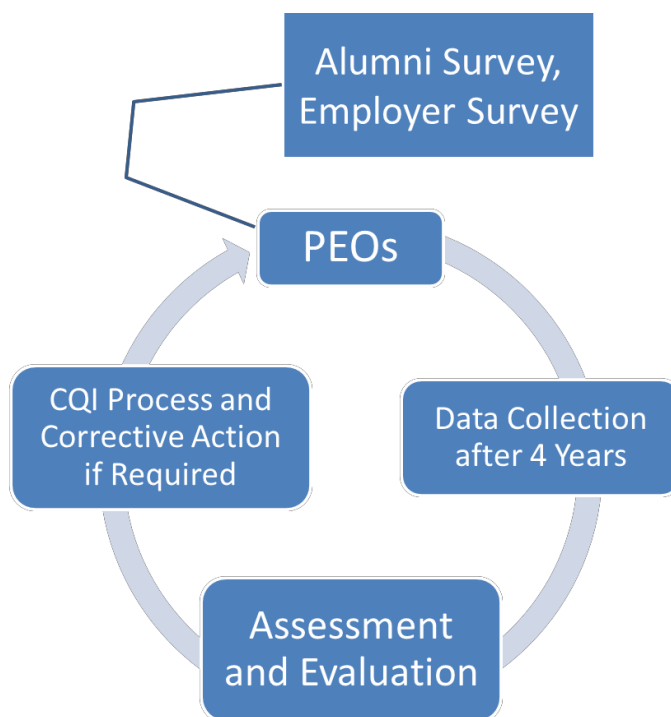 Alumni Survey,
Employer Survey
PEOs
CQI Process and
Corrective Action
if Required
Data Collection
after 4 Years
Assessment
and Evaluation